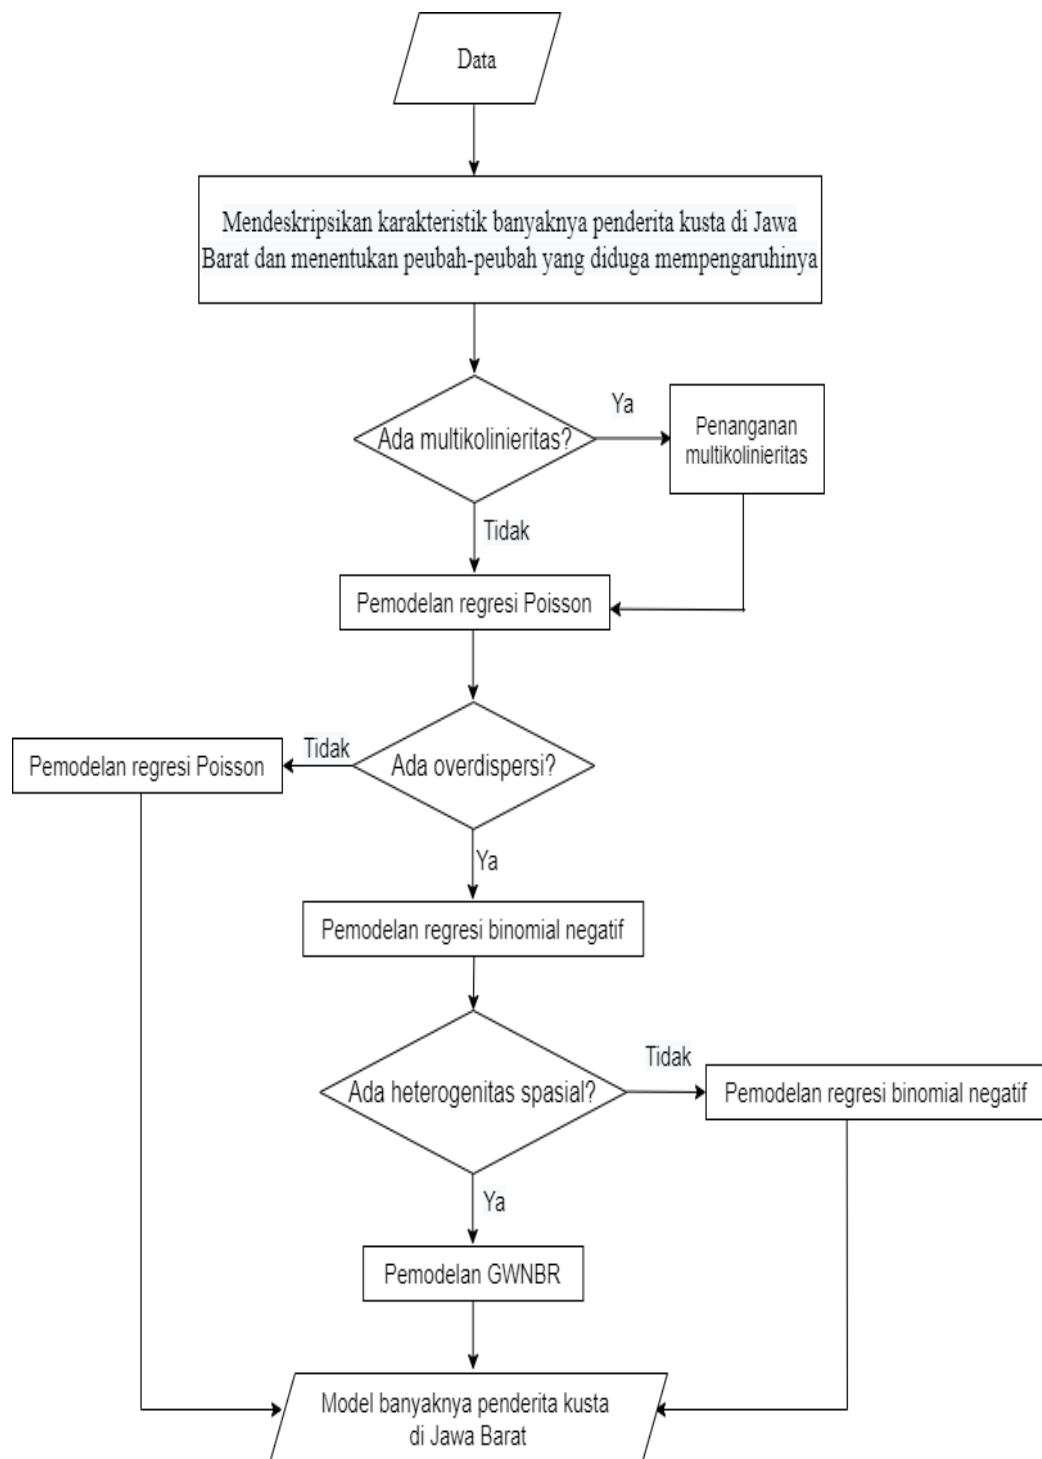 Data
Mendeskripsikan karakteristik banyaknya penderita kusta di Jawa
Barat dan menentukan peubah-peubah yang diduga mempengaruhinya
Ada multikolinieritas?
Ya
Penanganan
multikolinieritas
Tidak
Pemodelan regresi Poisson
Ada overdispersi?
Tidak
Pemodelan regresi Poisson
Ya
Pemodelan regresi binomial negatif
Ada heterogenitas spasial?
Tidak
Pemodelan regresi binomial negatif
Ya
Pemodelan GWNBR
Model banyaknya penderita kusta
di Jawa Barat